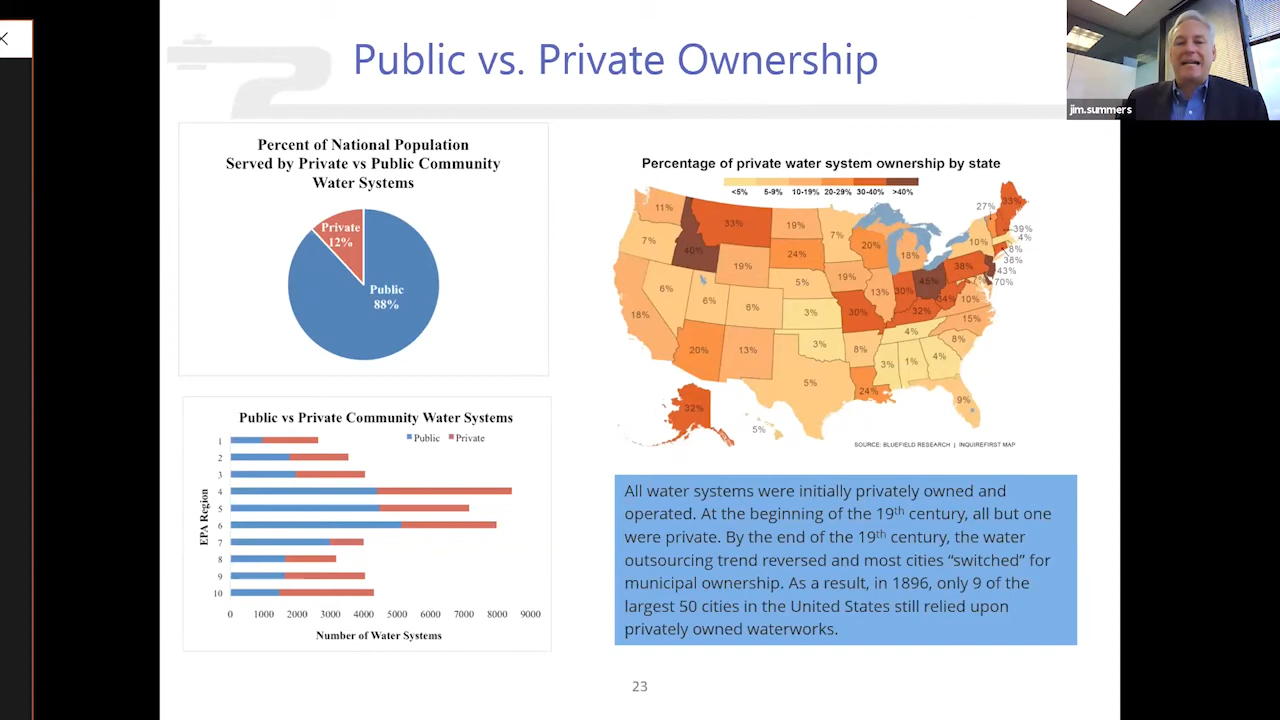 Public vs. Private Ownership
jim.summers
Percent of National Population
Served by Private vs Public Community
Water Systems
Private
12%
Public
88%
Public vs Private Community Water Systems
Public Private
EPA Region
1
2
3
4
5
6
7
8
9
10
0 1000 2000 3000 4000 5000 6000 7000 8000 9000
Number of Water Systems
Percentage of private water system ownership by state
<5% 5-9% 10-19% 20-29% 30-40% >40%
11%
33%
19%
7%
27%
33%
39%
4%
7%
40%
24%
20%
18%
10%
8%
38%
43%
70%
19%
6%
6%
6%
5%
19%
13%
30%
45%
38%
7%
34%
10%
18%
3%
30%
32%
15%
20%
13%
3%
8%
4%
8%
5%
24%
3%
1%
4%
9%
32%
5%
SOURCE: BLUEFIELD RESEARCH | INQUIREFIRST MAP
All water systems were initially privately owned and
operated. At the beginning of the 19th century, all but one
were private. By the end of the 19th century, the water
outsourcing trend reversed and most cities “switched” for
municipal ownership. As a result, in 1896, only 9 of the
largest 50 cities in the United States still relied upon
privately owned waterworks.
23